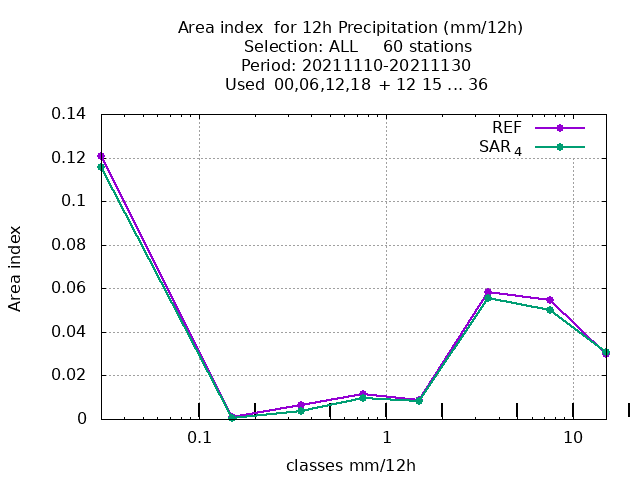 Area index  for 12h Precipitation (mm/12h)
Selection: ALL     60 stations
Period: 20211110-20211130
Used  00,06,12,18  + 12 15 ... 36
0.14
0.12
0.1
0.08
0.06
0.04
0.02
0
Area index
REF
SAR 4
0.1
1
10
classes mm/12h